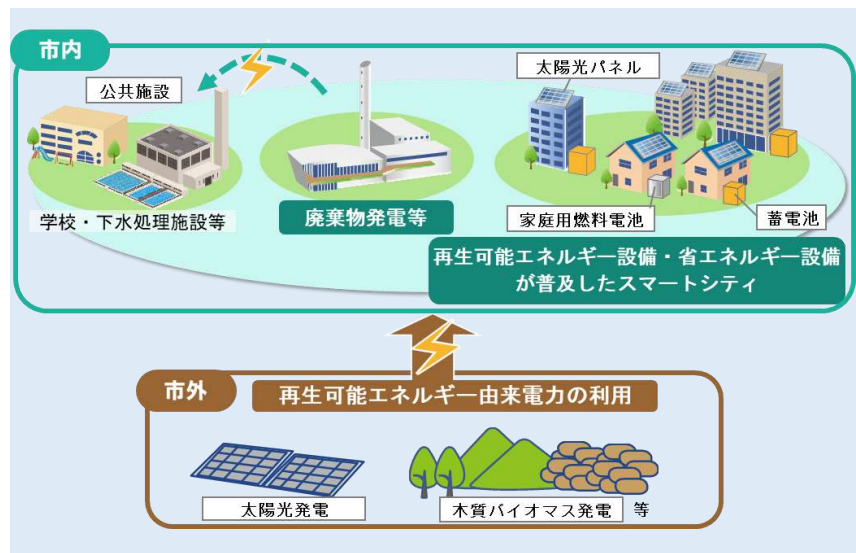 市内
公共施設
学校・下水処理施設等
廃棄物発電等
太陽光パネル
家庭用燃料電池
蓄電池
再生可能エネルギー設備・省エネルギー設備
が普及したスマートシティ
市外
再生可能エネルギー由来電力の利用
太陽光発電
木質バイオマス発電 等